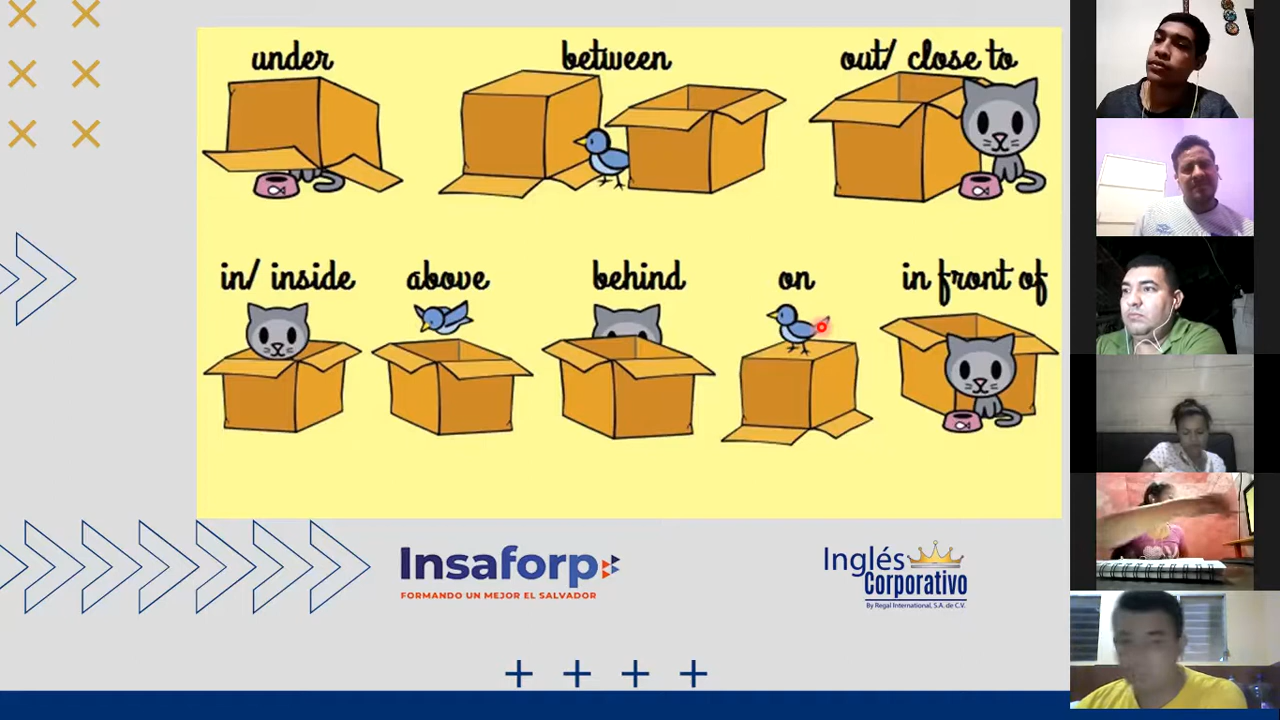 under between out/ close to
in/ inside above behind on in front of
Insaforp
FORMANDO UN MEJOR EL SALVADOR
Inglés
Corporativo
By Regal International, S.A. de C.V.